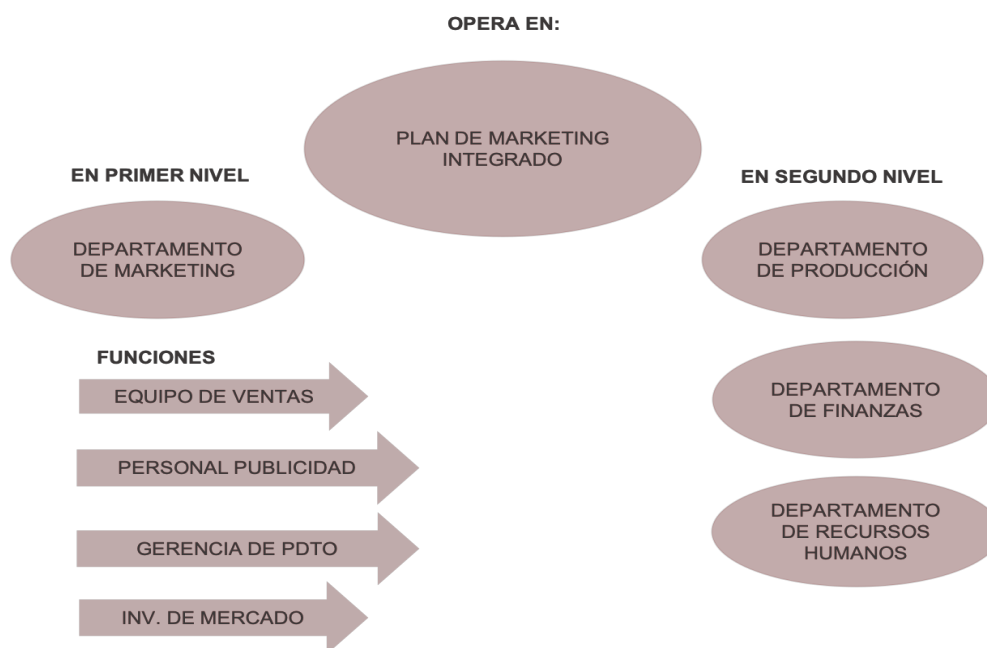 OPERA EN:
PLAN DE MARKETING
INTEGRADO
EN PRIMER NIVEL
DEPARTAMENTO
DE MARKETING
FUNCIONES
EQUIPO DE VENTAS
PERSONAL PUBLICIDAD
GERENCIA DE PDTO
INV. DE MERCADO
EN SEGUNDO NIVEL
DEPARTAMENTO
DE PRODUCCIÓN
DEPARTAMENTO
DE FINANZAS
DEPARTAMENTO
DE RECURSOS
HUMANOS